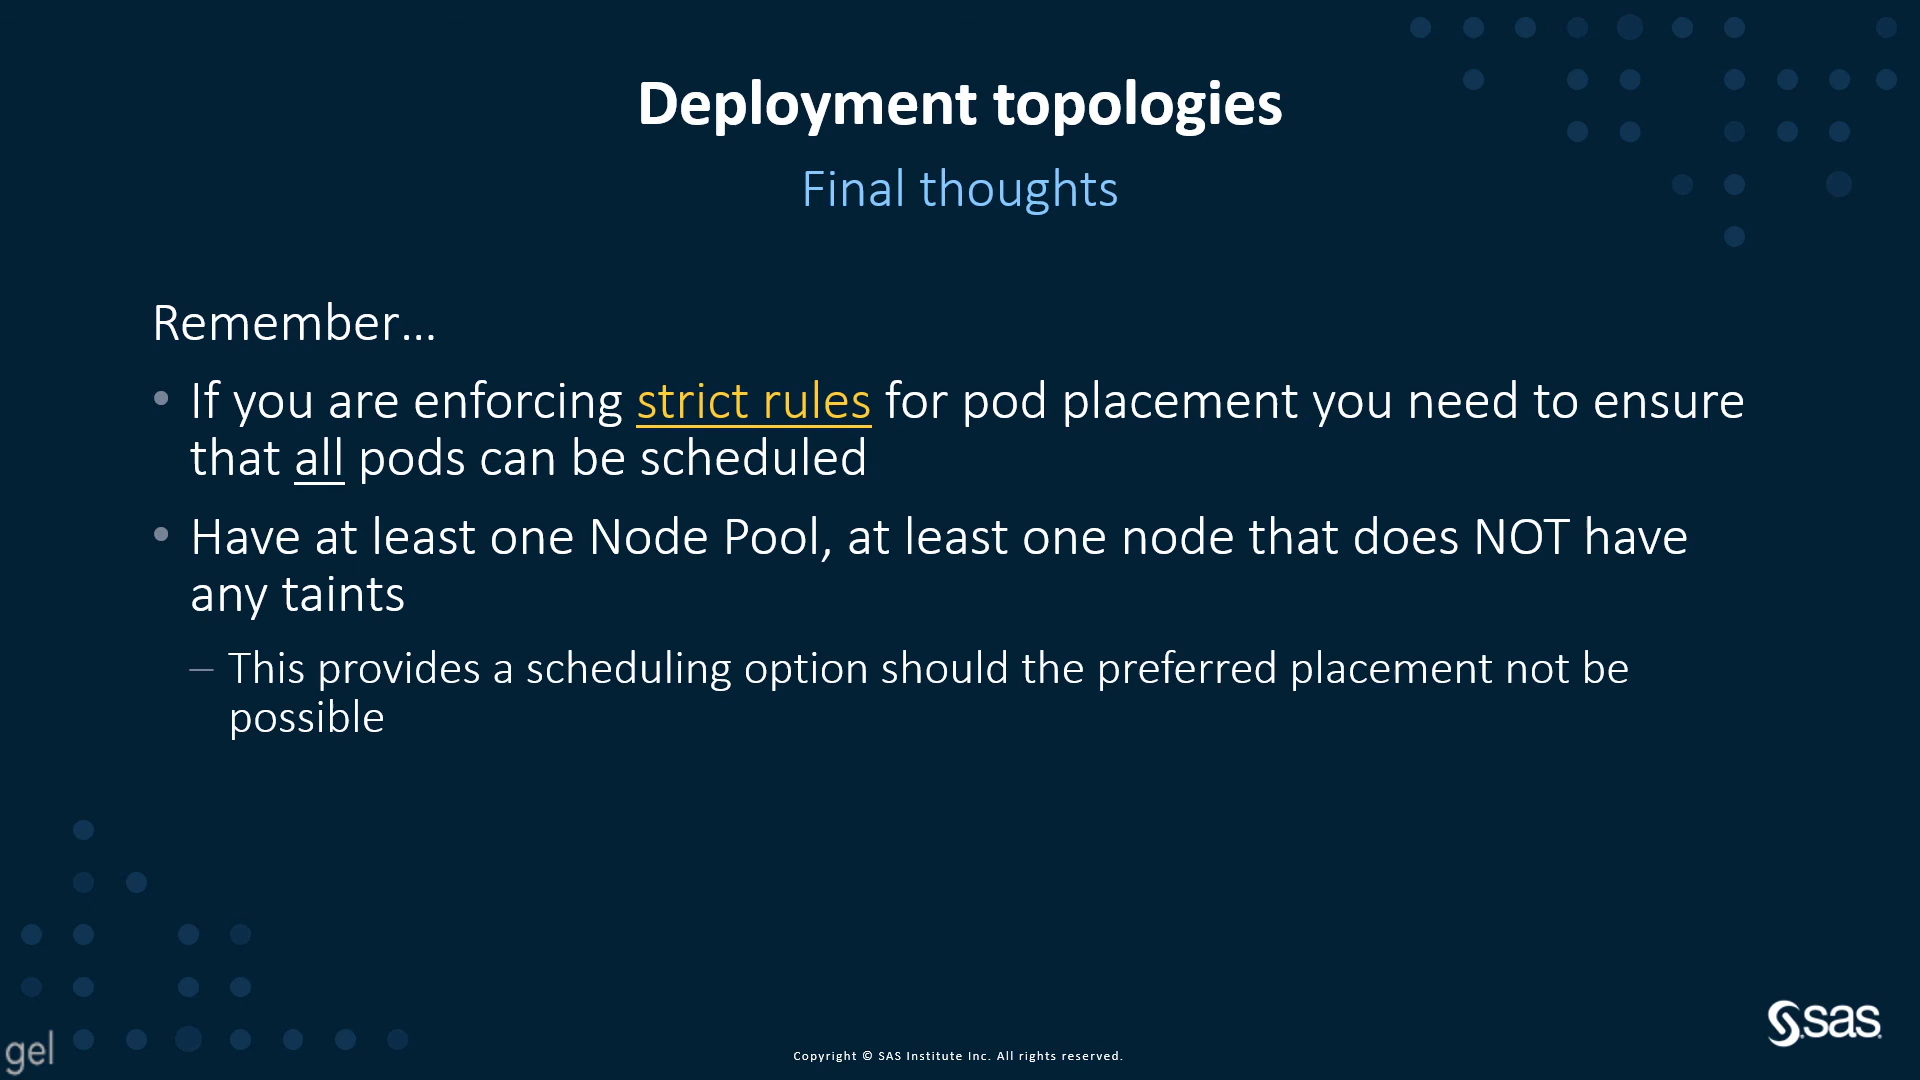 Deployment topologies
Final thoughts
Remember...
• If you are enforcing strict rules for pod placement you need to ensure
that all pods can be scheduled
• Have at least one Node Pool, at least one node that does NOT have
any taints
– This provides a scheduling option should the preferred placement not be
possible
gel
Copyright © SAS Institute Inc. All rights reserved.
sas